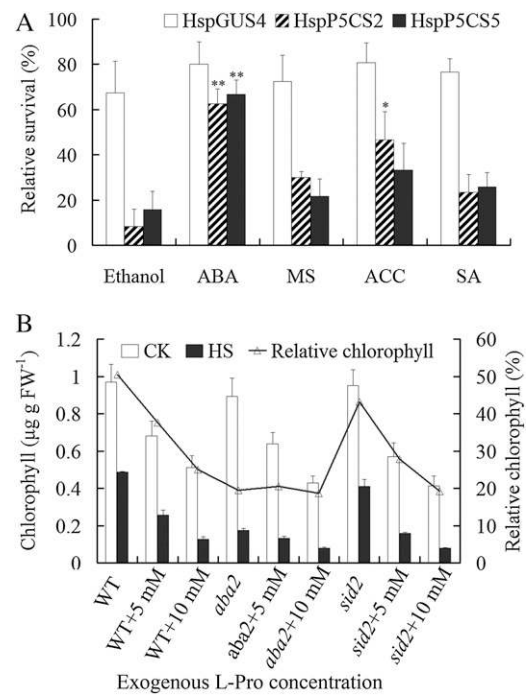 A
HspGUS4 HspP5CS2 HspP5CS5
Relative survival (%)
100
80
60
40
20
0
** **
*
Ethanol ABA MS ACC SA
B
CK HS Relative chlorophyll
Chlorophyll (µg g FW⁻¹)
1.2
1
0.8
0.6
0.4
0.2
0
60
50
40
30
20
10
0
Relative chlorophyll (%)
WT
WT+5 mM
WT+10 mM
aba2
aba2+5 mM
aba2+10 mM
sid2
sid2+5 mM
sid2+10 mM
Exogenous L-Pro concentration